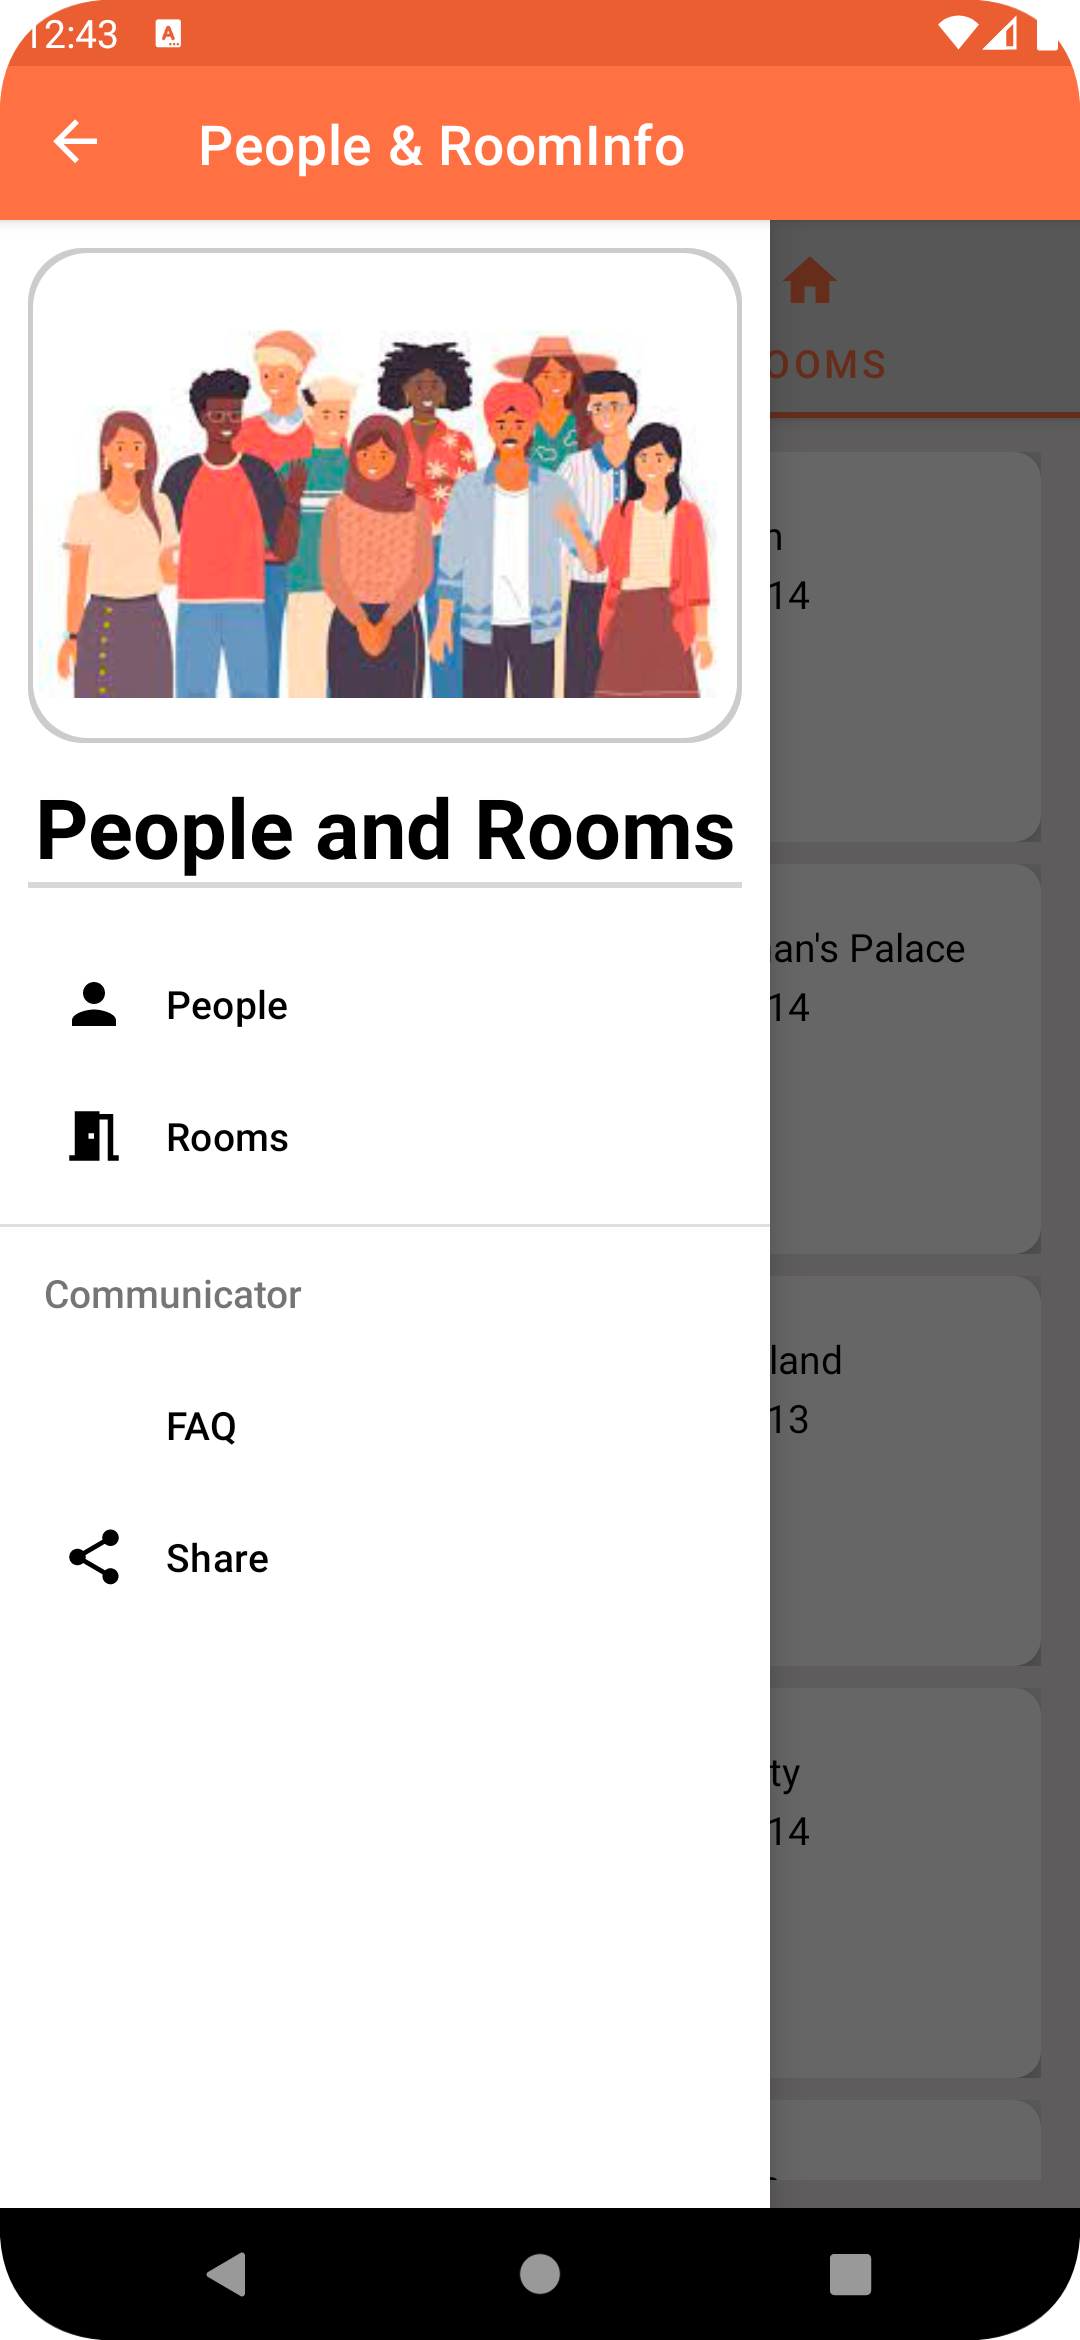 12:43
People & RoomInfo
People and Rooms
People
Rooms
Communicator
FAQ
Share
OOMS
14
an's Palace
14
land
13
ty
14